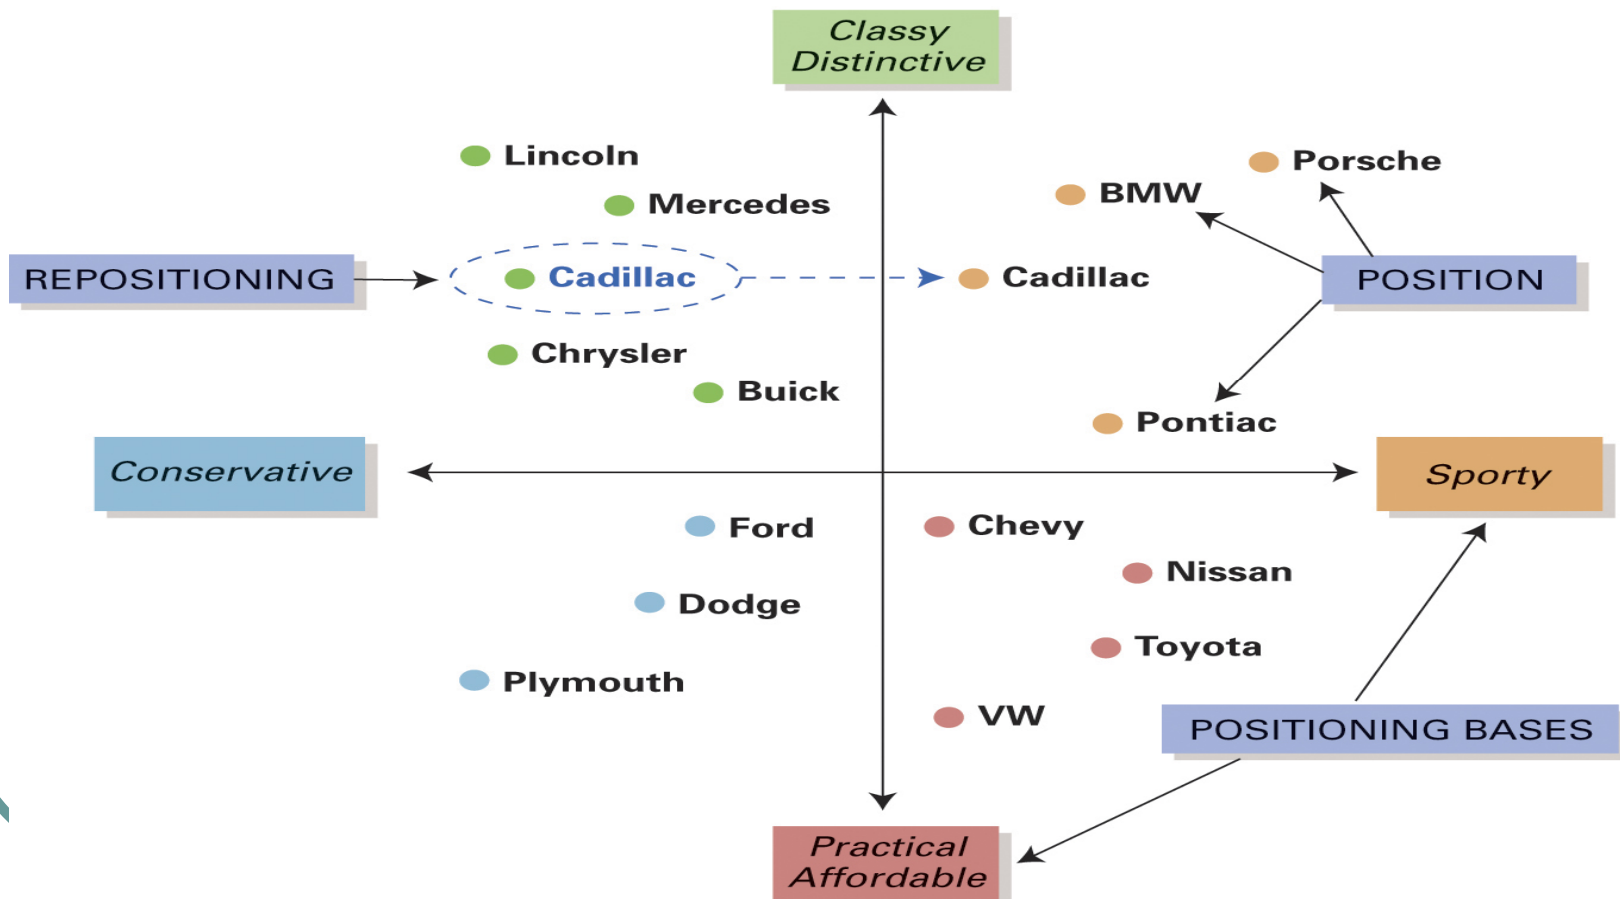 Classy
Distinctive
Lincoln
Porsche
BMW
Mercedes
REPOSITIONING
Cadillac
Cadillac
POSITION
Chrysler
Buick
Pontiac
Conservative
Sporty
Ford
Chevy
Nissan
Dodge
Toyota
Plymouth
VW
POSITIONING BASES
Practical
Affordable